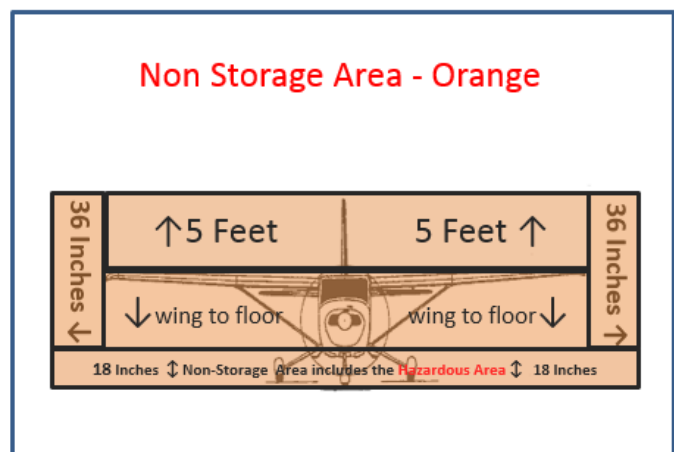 Non Storage Area - Orange
36 Inches ↓
↑5 Feet
5 Feet ↑
36 Inches ↓
↓ wing to floor
wing to floor ↓
18 Inches ↕ Non-Storage Area includes the Hazardous Area ↕ 18 Inches